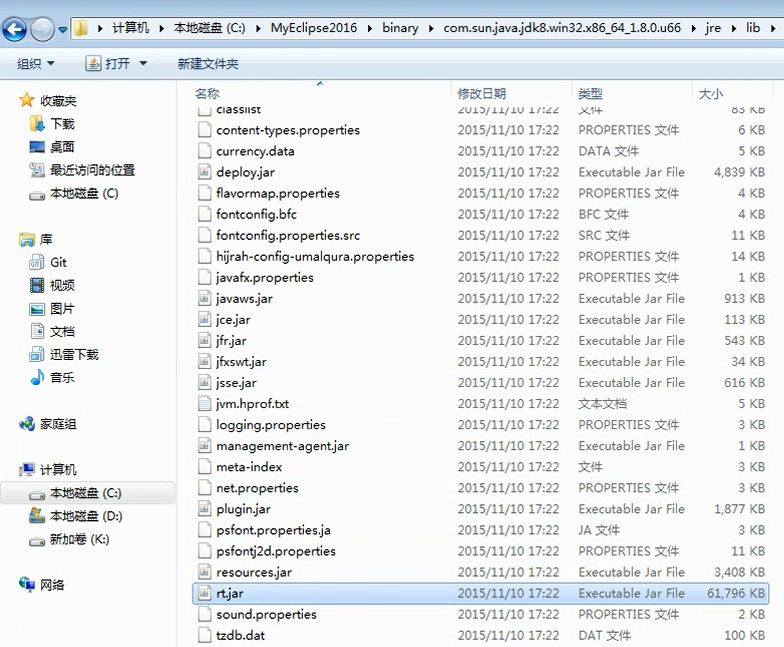 计算机 ▸ 本地磁盘 (C:) ▸ MyEclipse2016 ▸ binary ▸ com.sun.java.jdk8.win32.x86_64_1.8.0.u66 ▸ jre ▸ lib ▸
组织 打开 新建文件夹
收藏夹
下载
桌面
最近访问的位置
本地磁盘 (C)
库
Git
视频
图片
文档
迅雷下载
音乐
家庭组
计算机
本地磁盘 (C:)
本地磁盘 (D:)
新加卷 (K:)
网络
名称 修改日期 类型 大小
classlist 2015/11/10 17:22 文件 83 KB
content-types.properties 2015/11/10 17:22 PROPERTIES 文件 6 KB
currency.data 2015/11/10 17:22 DATA 文件 5 KB
deploy.jar 2015/11/10 17:22 Executable Jar File 4,839 KB
flavormap.properties 2015/11/10 17:22 PROPERTIES 文件 4 KB
fontconfig.bfc 2015/11/10 17:22 BFC 文件 4 KB
fontconfig.properties.src 2015/11/10 17:22 SRC 文件 11 KB
hijrah-config-umalqura.properties 2015/11/10 17:22 PROPERTIES 文件 14 KB
javafx.properties 2015/11/10 17:22 PROPERTIES 文件 1 KB
javaws.jar 2015/11/10 17:22 Executable Jar File 913 KB
jce.jar 2015/11/10 17:22 Executable Jar File 113 KB
jfr.jar 2015/11/10 17:22 Executable Jar File 543 KB
jfxswt.jar 2015/11/10 17:22 Executable Jar File 34 KB
jsse.jar 2015/11/10 17:22 Executable Jar File 616 KB
jvm.hprof.txt 2015/11/10 17:22 文本文档 5 KB
logging.properties 2015/11/10 17:22 PROPERTIES 文件 3 KB
management-agent.jar 2015/11/10 17:22 Executable Jar File 1 KB
meta-index 2015/11/10 17:22 文件 3 KB
net.properties 2015/11/10 17:22 PROPERTIES 文件 3 KB
plugin.jar 2015/11/10 17:22 Executable Jar File 1,877 KB
psfont.properties.ja 2015/11/10 17:22 JA 文件 3 KB
psfontj2d.properties 2015/11/10 17:22 PROPERTIES 文件 11 KB
resources.jar 2015/11/10 17:22 Executable Jar File 3,408 KB
rt.jar 2015/11/10 17:22 Executable Jar File 61,796 KB
sound.properties 2015/11/10 17:22 PROPERTIES 文件 2 KB
tzdb.dat 2015/11/10 17:22 DAT 文件 100 KB